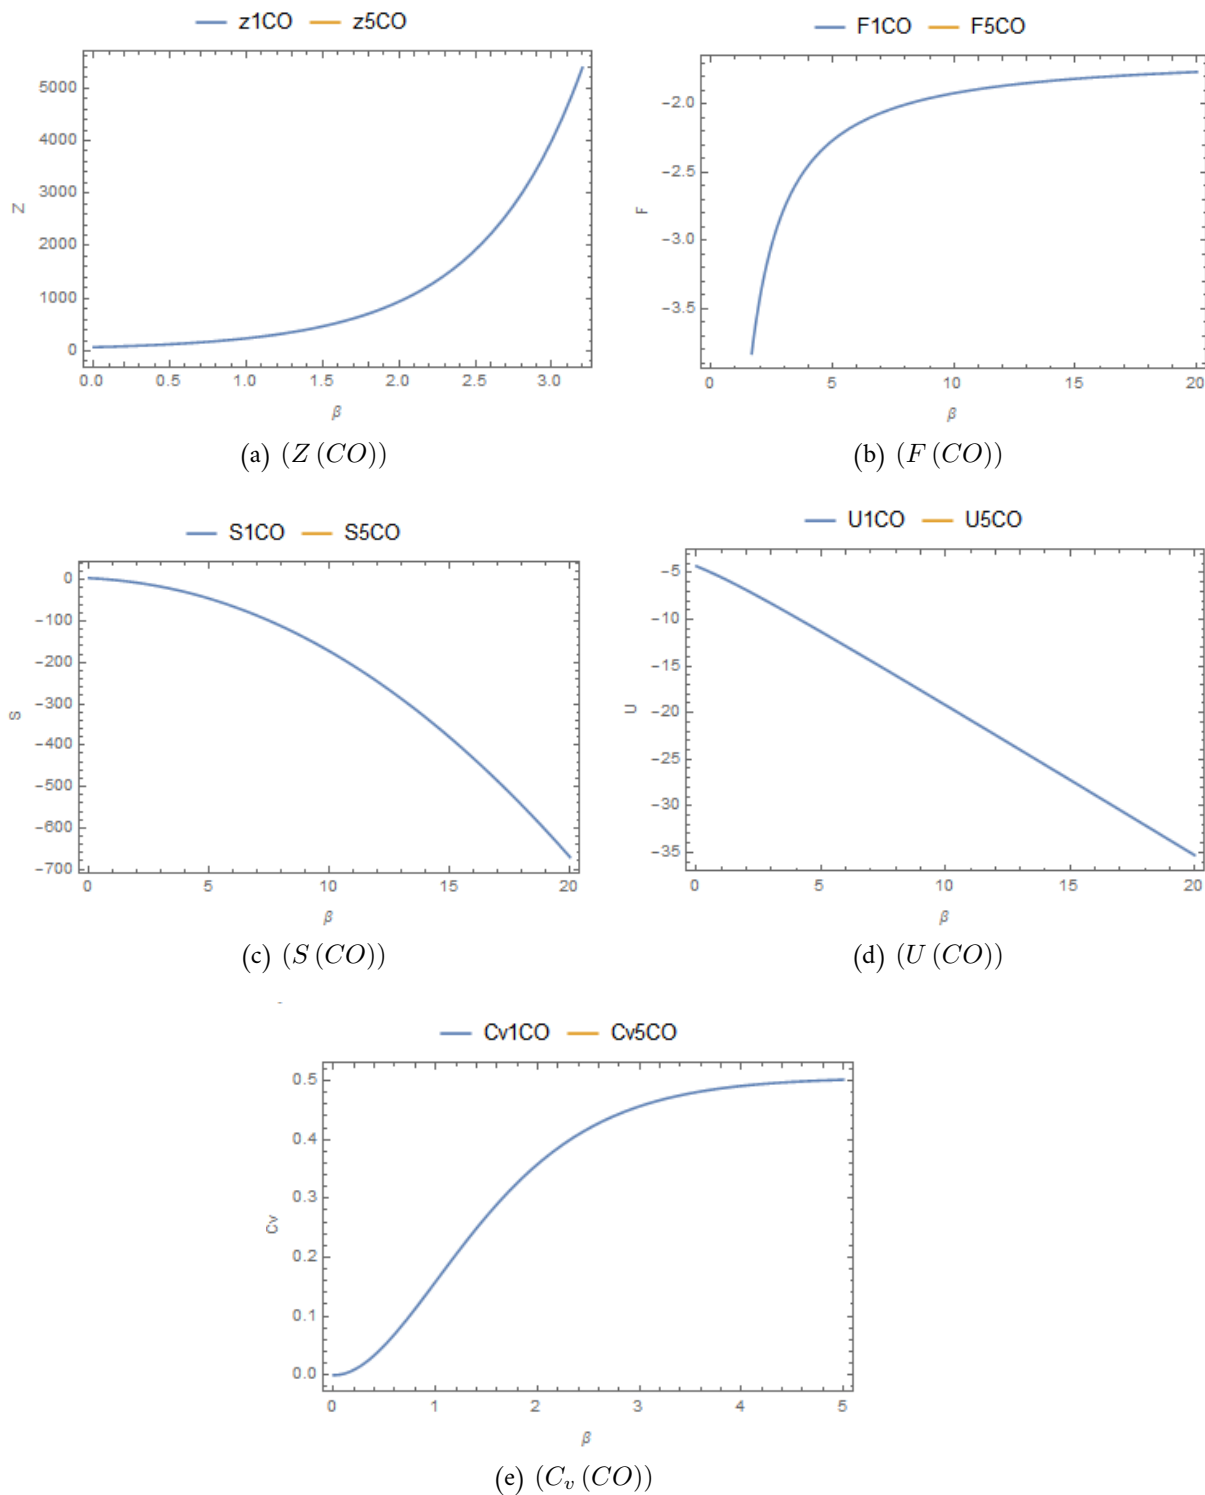 z1CO z5CO
5000
4000
3000
2000
1000
0
Z
0.0 0.5 1.0 1.5 2.0 2.5 3.0
β
(a) (Z (CO))
F1CO F5CO
−2.0
−2.5
−3.0
−3.5
F
0 5 10 15 20
β
(b) (F (CO))
S1CO S5CO
0
−100
−200
−300
−400
−500
−600
−700
S
0 5 10 15 20
β
(c) (S (CO))
U1CO U5CO
−5
−10
−15
−20
−25
−30
−35
U
0 5 10 15 20
β
(d) (U (CO))
Cv1CO Cv5CO
0.5
0.4
0.3
0.2
0.1
0.0
Cv
0 1 2 3 4 5
β
(e) (Cv (CO))